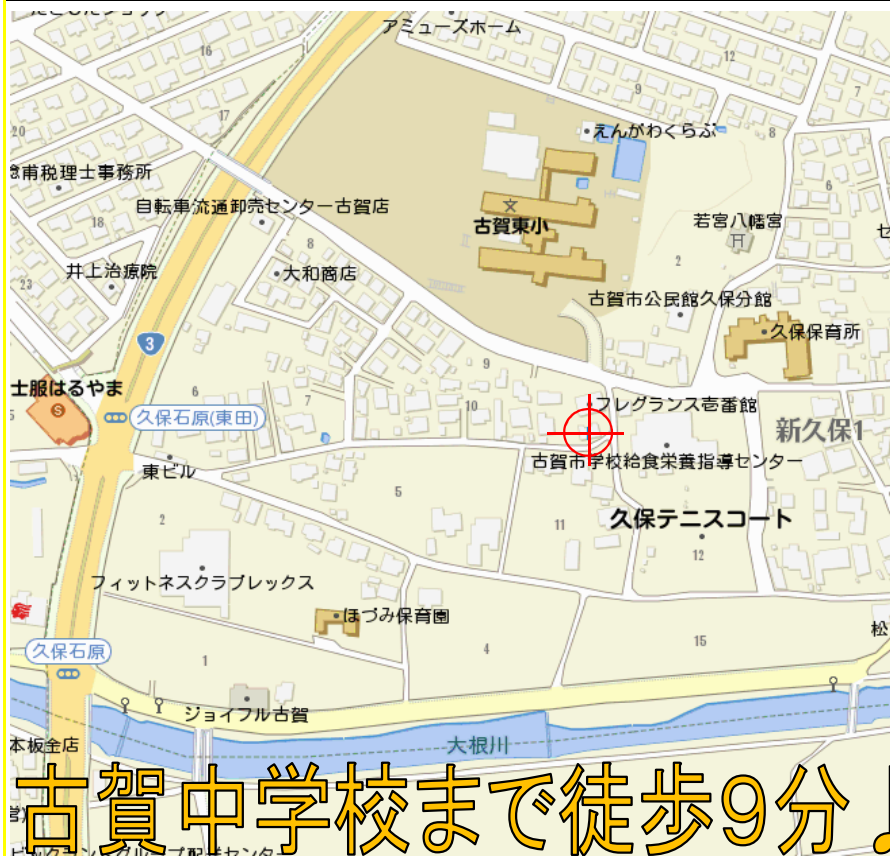 アミューズホーム
16
12
9
7
17
20
えんがわくらぶ
8
税理士事務所
6
自転車流通卸売センター古賀店
18
古賀東小
若宮八幡宮
セ
8
井上治療院
大和商店
2
23
古賀市公民館久保分館
3
久保保育所
9
士服はるやま
S
6
7
10
フレグランス壱番館
5
久保石原(東田)
新久保1
東ビル
古賀市学校給食栄養指導センター
5
2
11
久保テニスコート
12
フィットネスクラブレックス
ほづみ保育園
松
久保石原
1
4
15
ジョイフル古賀
本板金店
大根川
古賀中学校まで徒歩9分♪
営)